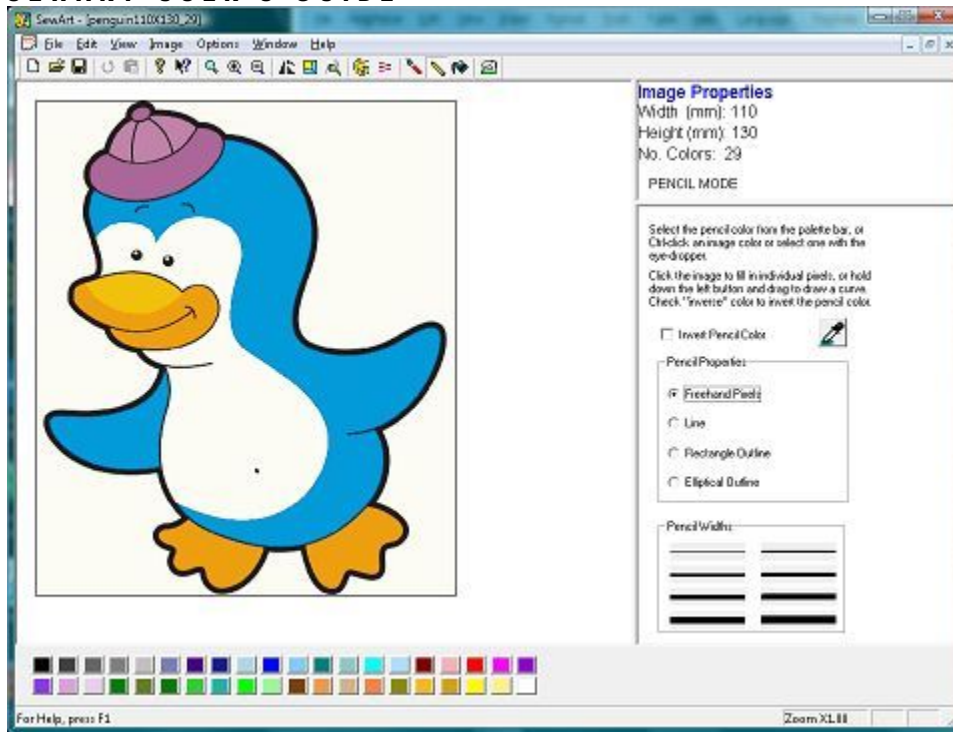 SewArt - [penguin110X130_29]
File Edit View Image Options Window Help
Image Properties
Width (mm): 110
Height (mm): 130
No. Colors: 29
PENCIL MODE
Select the pencil color from the palette bar, or
Ctrl-click an image color or select one with the
eye-dropper.
Click the image to fill in individual pixels, or hold
down the left button and drag to draw a curve.
Check "inverse" color to invert the pencil color.
Invert Pencil Color
Pencil Properties
Freehand Pixels
Line
Rectangle Outline
Elliptical Outline
Pencil Widths
For Help, press F1
Zoom X1.00